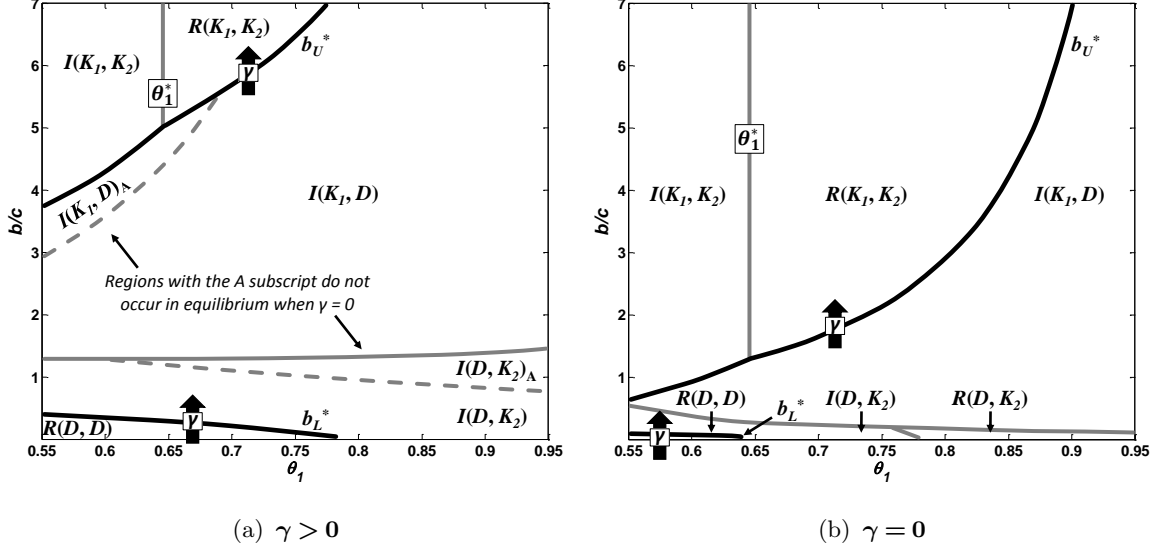 R(K1, K2)
bU*
7
6
5
4
3
2
1
b/c
I(K1, K2)
γ
θ1*
I(K1, D)A
I(K1, D)
Regions with the A subscript do not
occur in equilibrium when γ = 0
I(D, K2)A
I(D, K2)
γ
bL*
R(D, D)
0.55 0.6 0.65 0.7 0.75 0.8 0.85 0.9 0.95
θ1
(a) γ > 0
bU*
7
6
5
4
3
2
1
b/c
θ1*
I(K1, K2)
R(K1, K2)
I(K1, D)
γ
R(D, D)
I(D, K2)
R(D, K2)
bL*
γ
0.55 0.6 0.65 0.7 0.75 0.8 0.85 0.9 0.95
θ1
(b) γ = 0